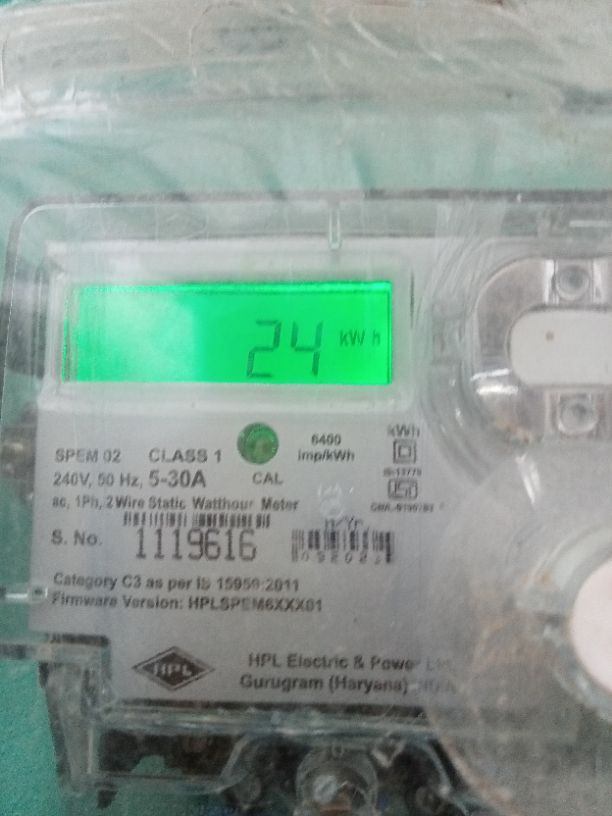 24 kWh
SPEM 02 CLASS 1 6400 imp/kWh kWh
240V, 50 Hz, 5-30A CAL
ac, 1Ph, 2 Wire Static Watthour Meter
S. No. 1119616
Category C3 as per IS 15959:2011
Firmware Version: HPLSPEM6XXX01
HPL
HPL Electric & Power
Gurugram (Haryana)